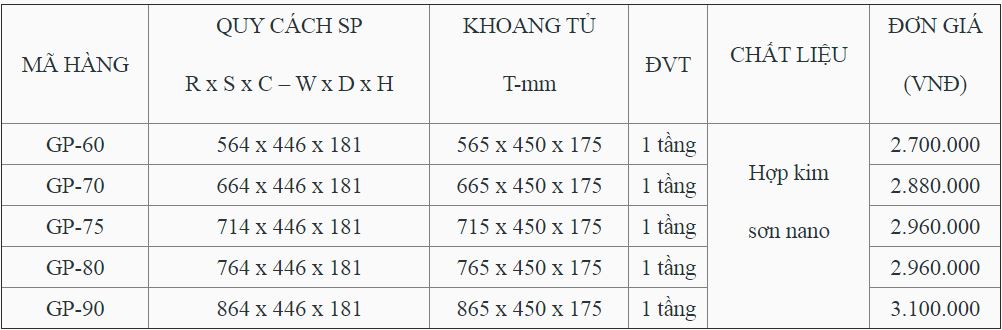 MÃ HÀNG QUY CÁCH SP KHOANG TỦ ĐVT CHẤT LIỆU ĐƠN GIÁ
R x S x C – W x D x H T-mm (VNĐ)
GP-60 564 x 446 x 181 565 x 450 x 175 1 tầng Hợp kim 2.700.000
GP-70 664 x 446 x 181 665 x 450 x 175 1 tầng sơn nano 2.880.000
GP-75 714 x 446 x 181 715 x 450 x 175 1 tầng 2.960.000
GP-80 764 x 446 x 181 765 x 450 x 175 1 tầng 2.960.000
GP-90 864 x 446 x 181 865 x 450 x 175 1 tầng 3.100.000